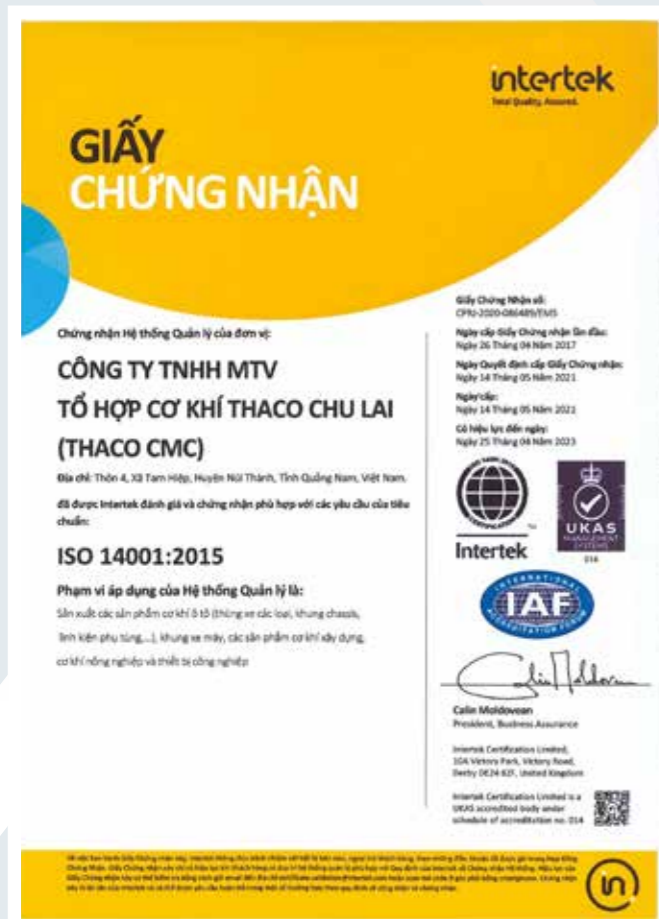 intertek
Total Quality. Assured.
GIẤY
CHỨNG NHẬN
Chứng nhận Hệ thống Quản lý của đơn vị:
CÔNG TY TNHH MTV
TỔ HỢP CƠ KHÍ THACO CHU LAI
(THACO CMC)
Địa chỉ: Thôn 4, Xã Tam Hiệp, Huyện Núi Thành, Tỉnh Quảng Nam, Việt Nam.
đã được Intertek đánh giá và chứng nhận phù hợp với các yêu cầu của tiêu
chuẩn:
ISO 14001:2015
Phạm vi áp dụng của Hệ thống Quản lý là:
Sản xuất các sản phẩm cơ khí ô tô (thùng xe các loại, khung chassis,
linh kiện phụ tùng,...), khung xe máy, các sản phẩm cơ khí xây dựng,
cơ khí nông nghiệp và thiết bị công nghiệp
Giấy Chứng Nhận số:
CPRJ-2020-086489/EMS
Ngày cấp Giấy Chứng nhận lần đầu:
Ngày 26 Tháng 04 Năm 2017
Ngày Quyết định cấp Giấy Chứng nhận:
Ngày 14 Tháng 05 Năm 2021
Ngày cấp:
Ngày 14 Tháng 05 Năm 2021
Có hiệu lực đến ngày:
Ngày 25 Tháng 04 Năm 2023
Intertek
UKAS
MANAGEMENT
SYSTEMS
014
INTERNATIONAL
IAF
ACCREDITATION FORUM
Calin Moldovean
President, Business Assurance
Intertek Certification Limited,
10A Victory Park, Victory Road,
Derby DE24 8ZF, United Kingdom
Intertek Certification Limited is a
UKAS accredited body under
schedule of accreditation no. 014
in